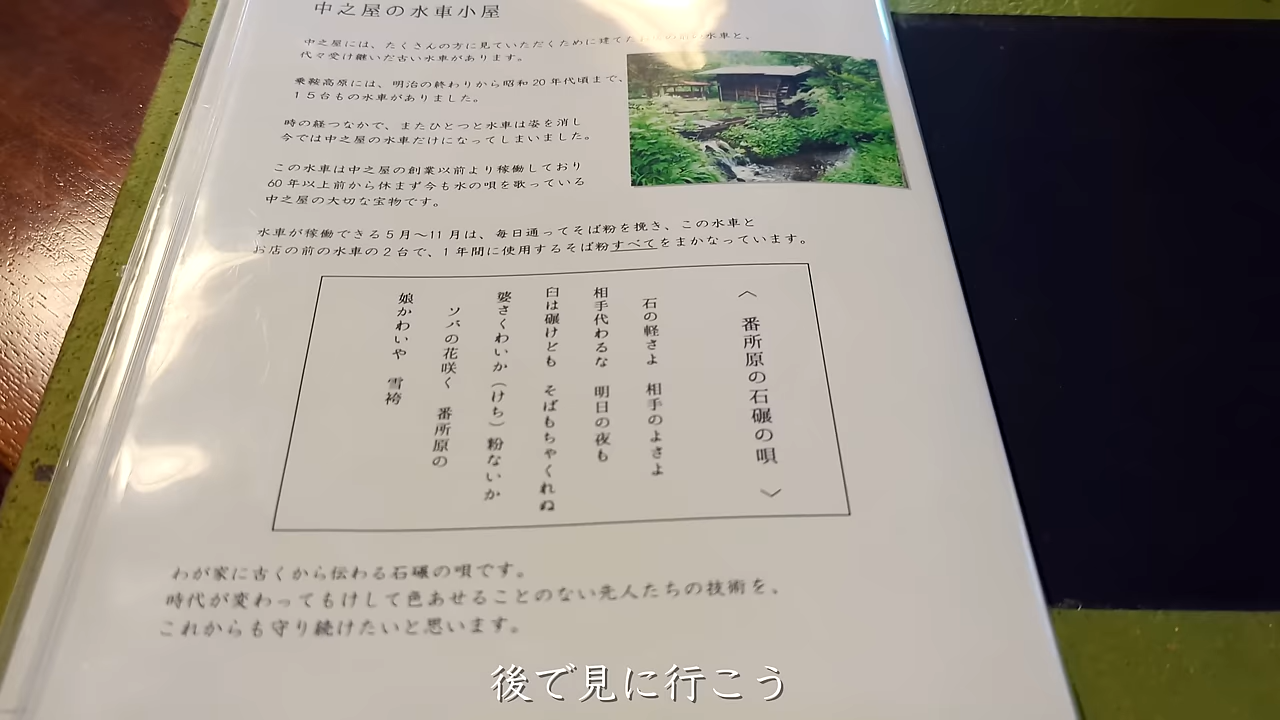 中之屋の水車小屋
中之屋には、たくさんの方に見ていただくために建てたお店の前の水車と、
代々受け継いだ古い水車があります。
乗鞍高原には、明治の終わりから昭和20年代頃まで、
15台もの水車がありました。
時の経つなかで、またひとつと水車は姿を消し
今では中之屋の水車だけになってしまいました。
この水車は中之屋の創業以前より稼働しており
60年以上前から休まず今も水の唄を歌っている
中之屋の大切な宝物です。
水車が稼働ができる5月～11月は、毎日通ってそば粉を挽き、この水車と
お店の前の水車の2台で、1年間に使用するそば粉すべてをまかなっています。
〈 番所原の石碾の唄 〉
石の軽さよ 相手のよさよ
相手代わるな 明日の夜も
臼は碾けども そばもちゃくれぬ
婆さくわいか（けち）粉ないか
ソバの花咲く 番所原の
娘かわいや 雪袴
わが家に古くから伝わる石碾の唄です。
時代が変わってもけして色あせることのない先人たちの技術を、
これからも守り続けたいと思います。
後で見に行こう